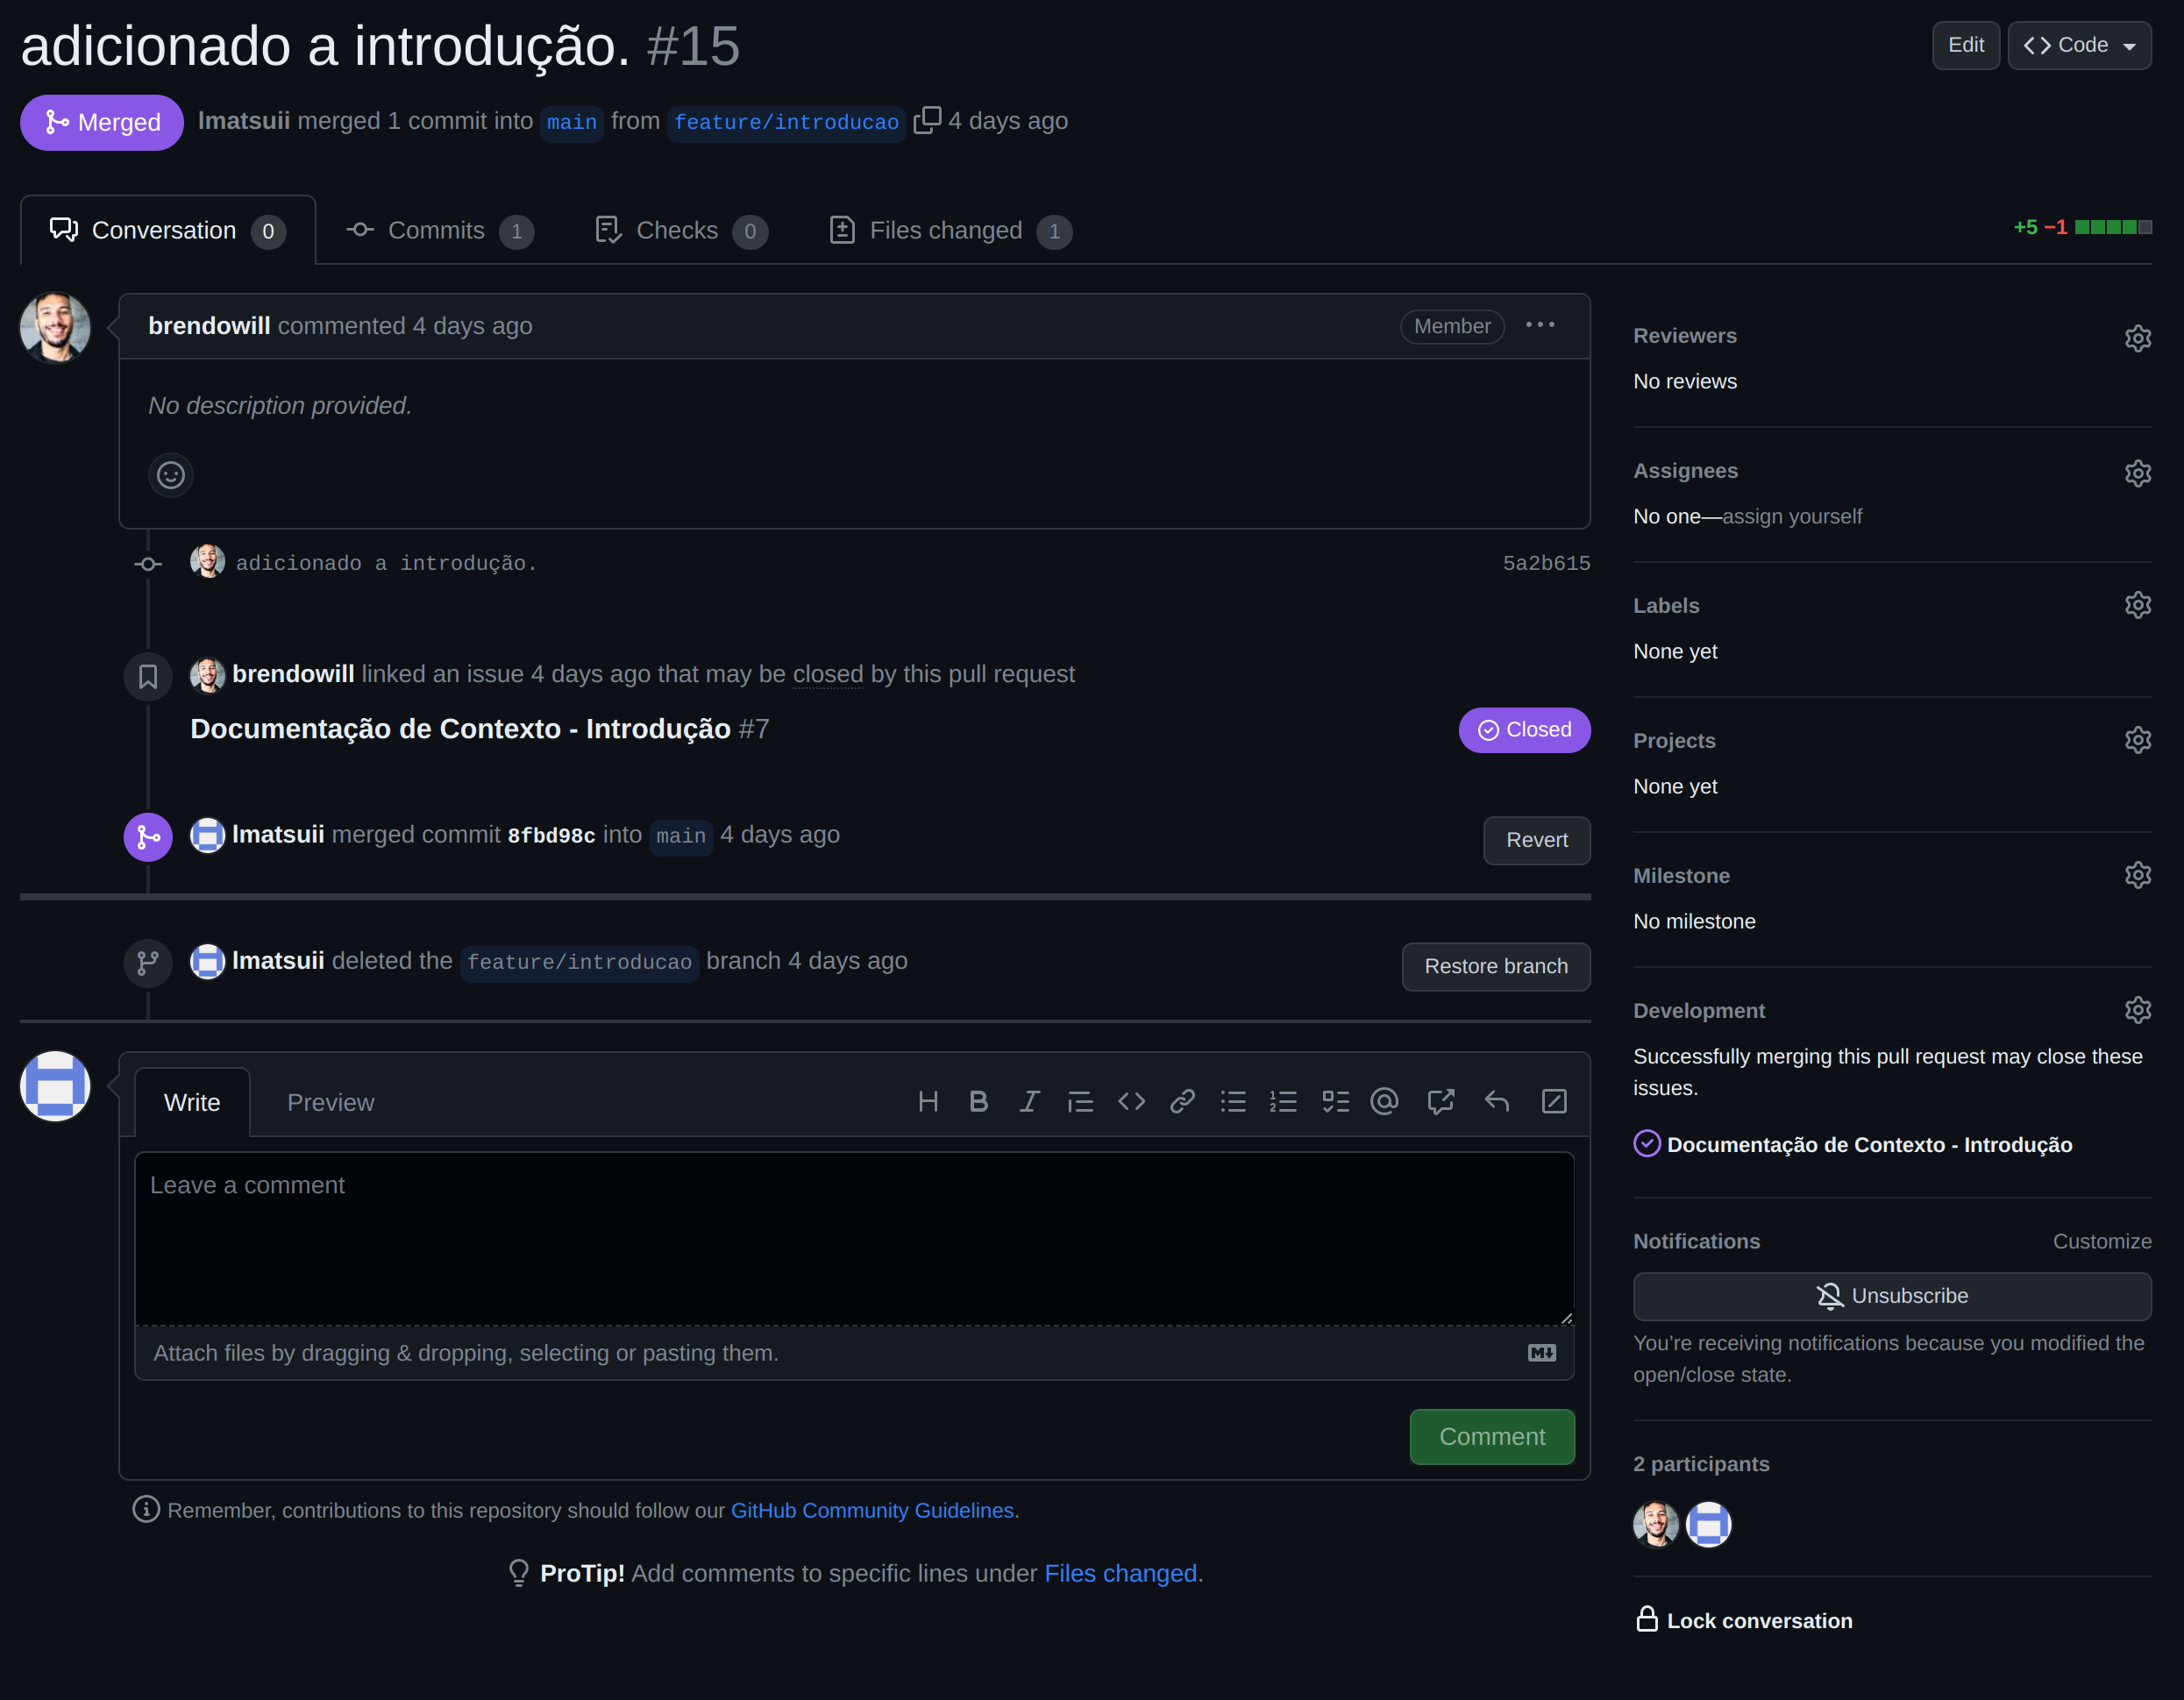 adicionado a introdução. #15
Edit
Code
Merged
lmatsuii merged 1 commit into main from feature/introducao 4 days ago
Conversation 0
Commits 1
Checks 0
Files changed 1
+5 −1
brendowill commented 4 days ago
Member
No description provided.
adicionado a introdução.
5a2b615
brendowill linked an issue 4 days ago that may be closed by this pull request
Documentação de Contexto - Introdução #7
Closed
lmatsuii merged commit 8fbd98c into main 4 days ago
Revert
lmatsuii deleted the feature/introducao branch 4 days ago
Restore branch
Write
Preview
Leave a comment
Attach files by dragging & dropping, selecting or pasting them.
Comment
Remember, contributions to this repository should follow our GitHub Community Guidelines.
ProTip! Add comments to specific lines under Files changed.
Reviewers
No reviews
Assignees
No one—assign yourself
Labels
None yet
Projects
None yet
Milestone
No milestone
Development
Successfully merging this pull request may close these
issues.
Documentação de Contexto - Introdução
Notifications
Customize
Unsubscribe
You’re receiving notifications because you modified the
open/close state.
2 participants
Lock conversation